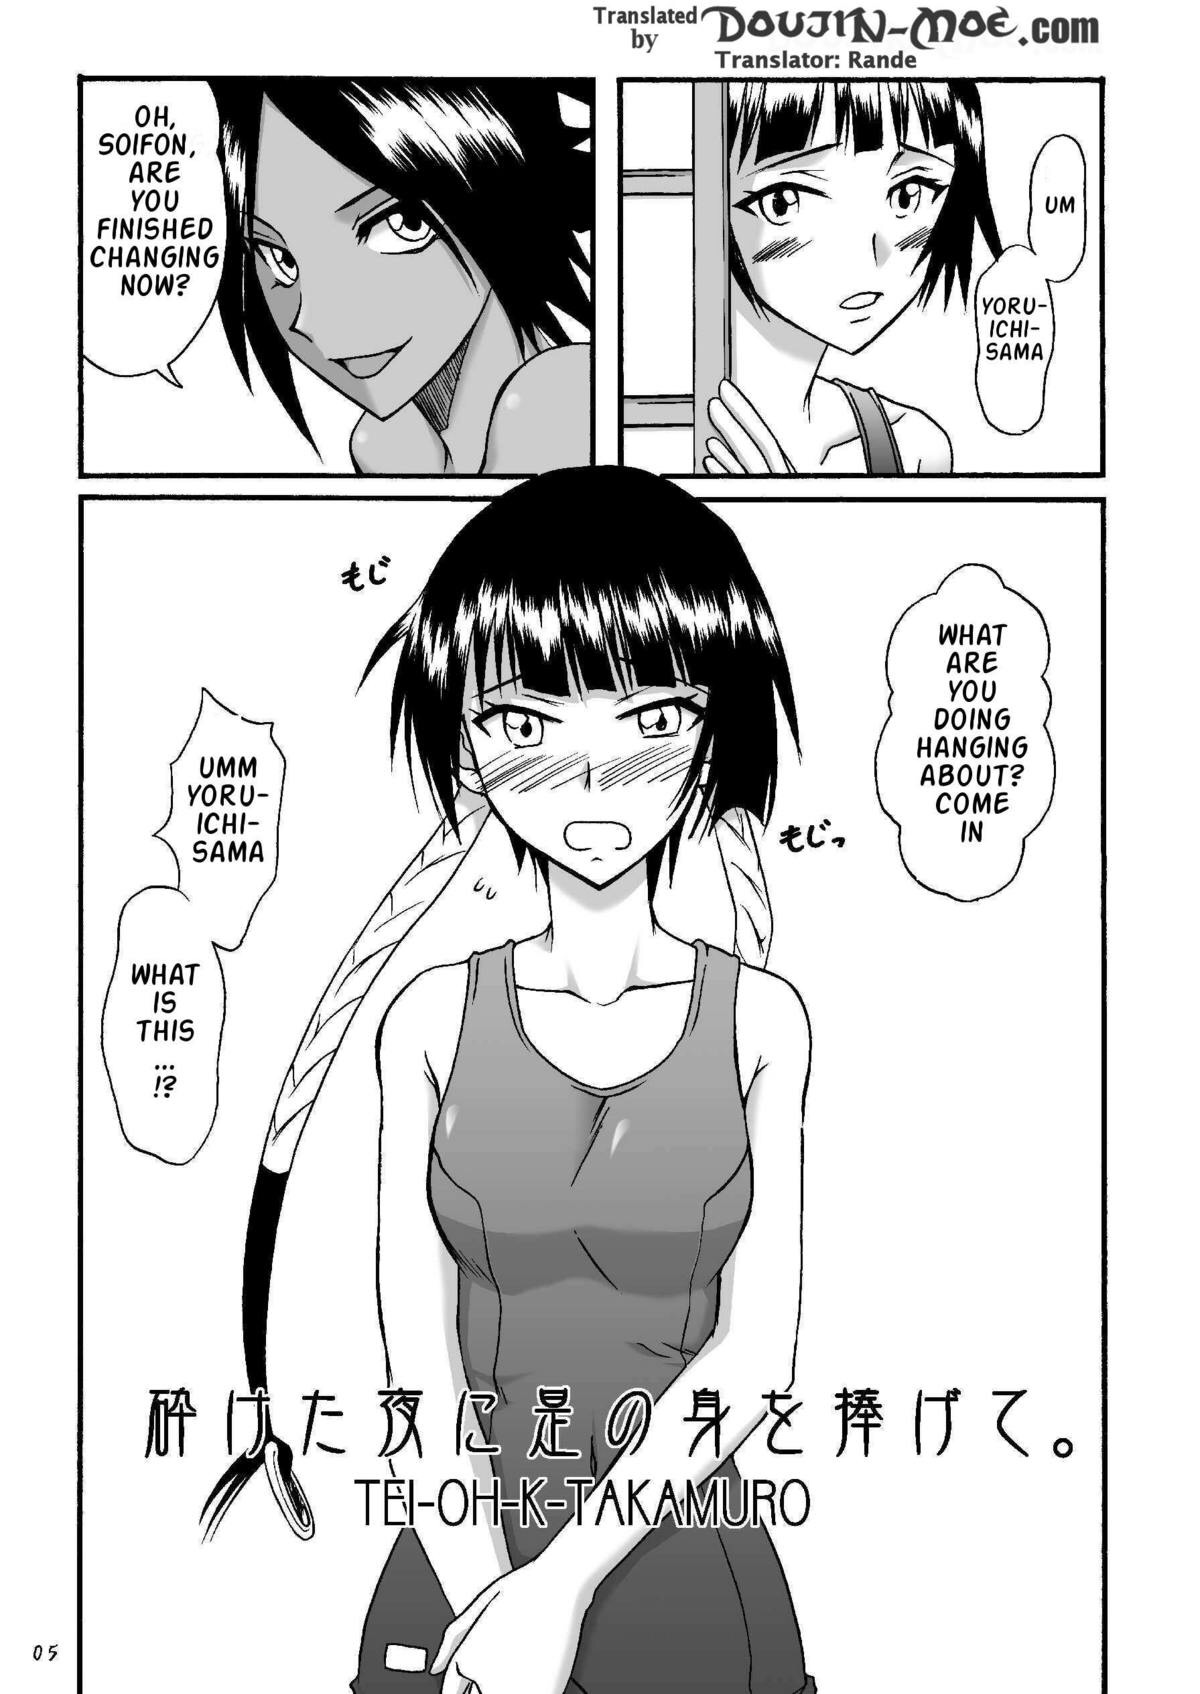 Translated
by
DOUJIN-MOE.com
Translator: Rande
UM
YORU-
ICHI-
SAMA
OH,
SOIFON,
ARE
YOU
FINISHED
CHANGING
NOW?
WHAT
ARE
YOU
DOING
HANGING
ABOUT?
COME
IN
もじ
もじっ
UMM
YORU-
ICHI-
SAMA
WHAT
IS
THIS
...
!?
砕けた夜に是の身を捧げて。
TEI-OH-K-TAKAMURO
05